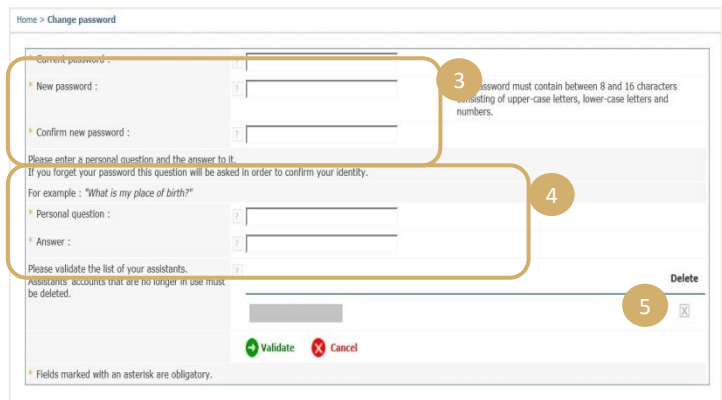 Home > Change password
* Current password :
?
3
* New password :
?
password must contain between 8 and 16 characters
consisting of upper-case letters, lower-case letters and
numbers.
* Confirm new password :
?
Please enter a personal question and the answer to it.
If you forget your password this question will be asked in order to confirm your identity.
4
For example : "What is my place of birth?"
* Personal question :
?
* Answer :
?
Please validate the list of your assistants.
?
Assistants' accounts that are no longer in use must
be deleted.
Delete
5
X
Validate
Cancel
* Fields marked with an asterisk are obligatory.